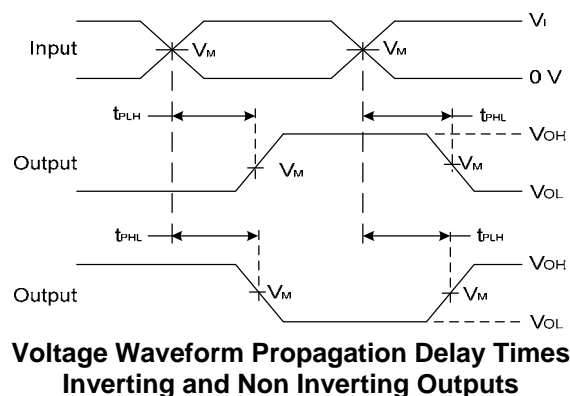 VI
Input VM VM
0 V
tPLH tPHL
VOH
Output VM VM
VOL
tPHL tPLH
VOH
Output VM VM
VOL
Voltage Waveform Propagation Delay Times
Inverting and Non Inverting Outputs